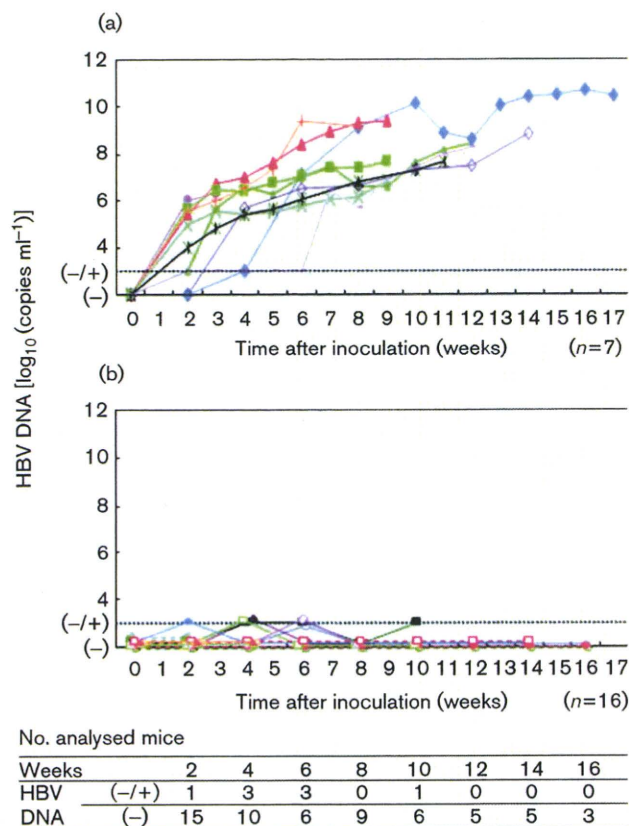 (a)
12
10
8
6
4
(−/+)
(−)
0 1 2 3 4 5 6 7 8 9 10 11 12 13 14 15 16 17
Time after inoculation (weeks) (n=7)
HBV DNA [log10 (copies ml−1)]
(b)
12
10
8
6
4
(−/+)
(−)
0 1 2 3 4 5 6 7 8 9 10 11 12 13 14 15 16 17
Time after inoculation (weeks) (n=16)
No. analysed mice
Weeks 2 4 6 8 10 12 14 16
HBV (−/+) 1 3 3 0 1 0 0 0
DNA (−) 15 10 6 9 6 5 5 3